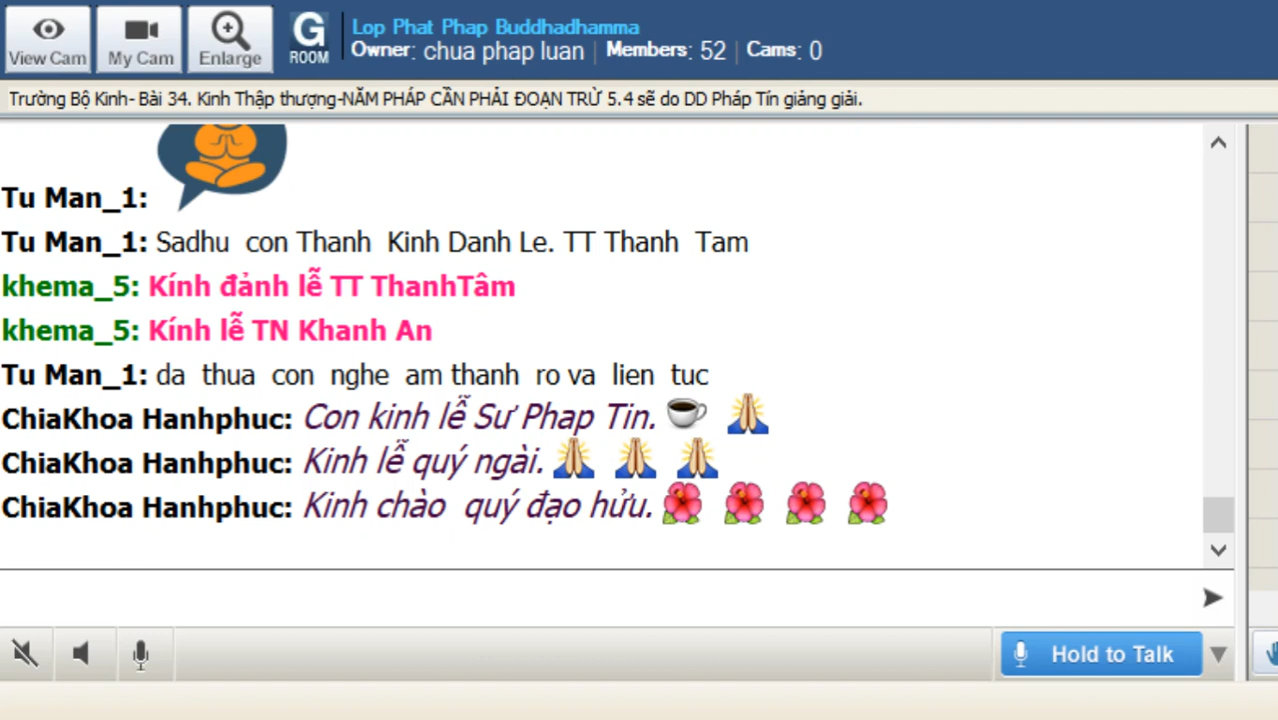 View Cam My Cam Enlarge G ROOM Lop Phat Phap Buddhadhamma
Owner: chua phap luan | Members: 52 | Cams: 0
Trường Bộ Kinh- Bài 34. Kinh Thập thượng-NĂM PHÁP CẦN PHẢI ĐOẠN TRỪ 5.4 sẽ do DD Pháp Tín giảng giải.
Tu Man_1:
Tu Man_1: Sadhu con Thanh Kinh Danh Le. TT Thanh Tam
khema_5: Kính đảnh lễ TT ThanhTâm
khema_5: Kính lễ TN Khanh An
Tu Man_1: da thua con nghe am thanh ro va lien tuc
ChiaKhoa Hanhphuc: Con kinh lễ Sư Phap Tin.
ChiaKhoa Hanhphuc: Kinh lễ quý ngài.
ChiaKhoa Hanhphuc: Kinh chào quý đạo hửu.
Hold to Talk